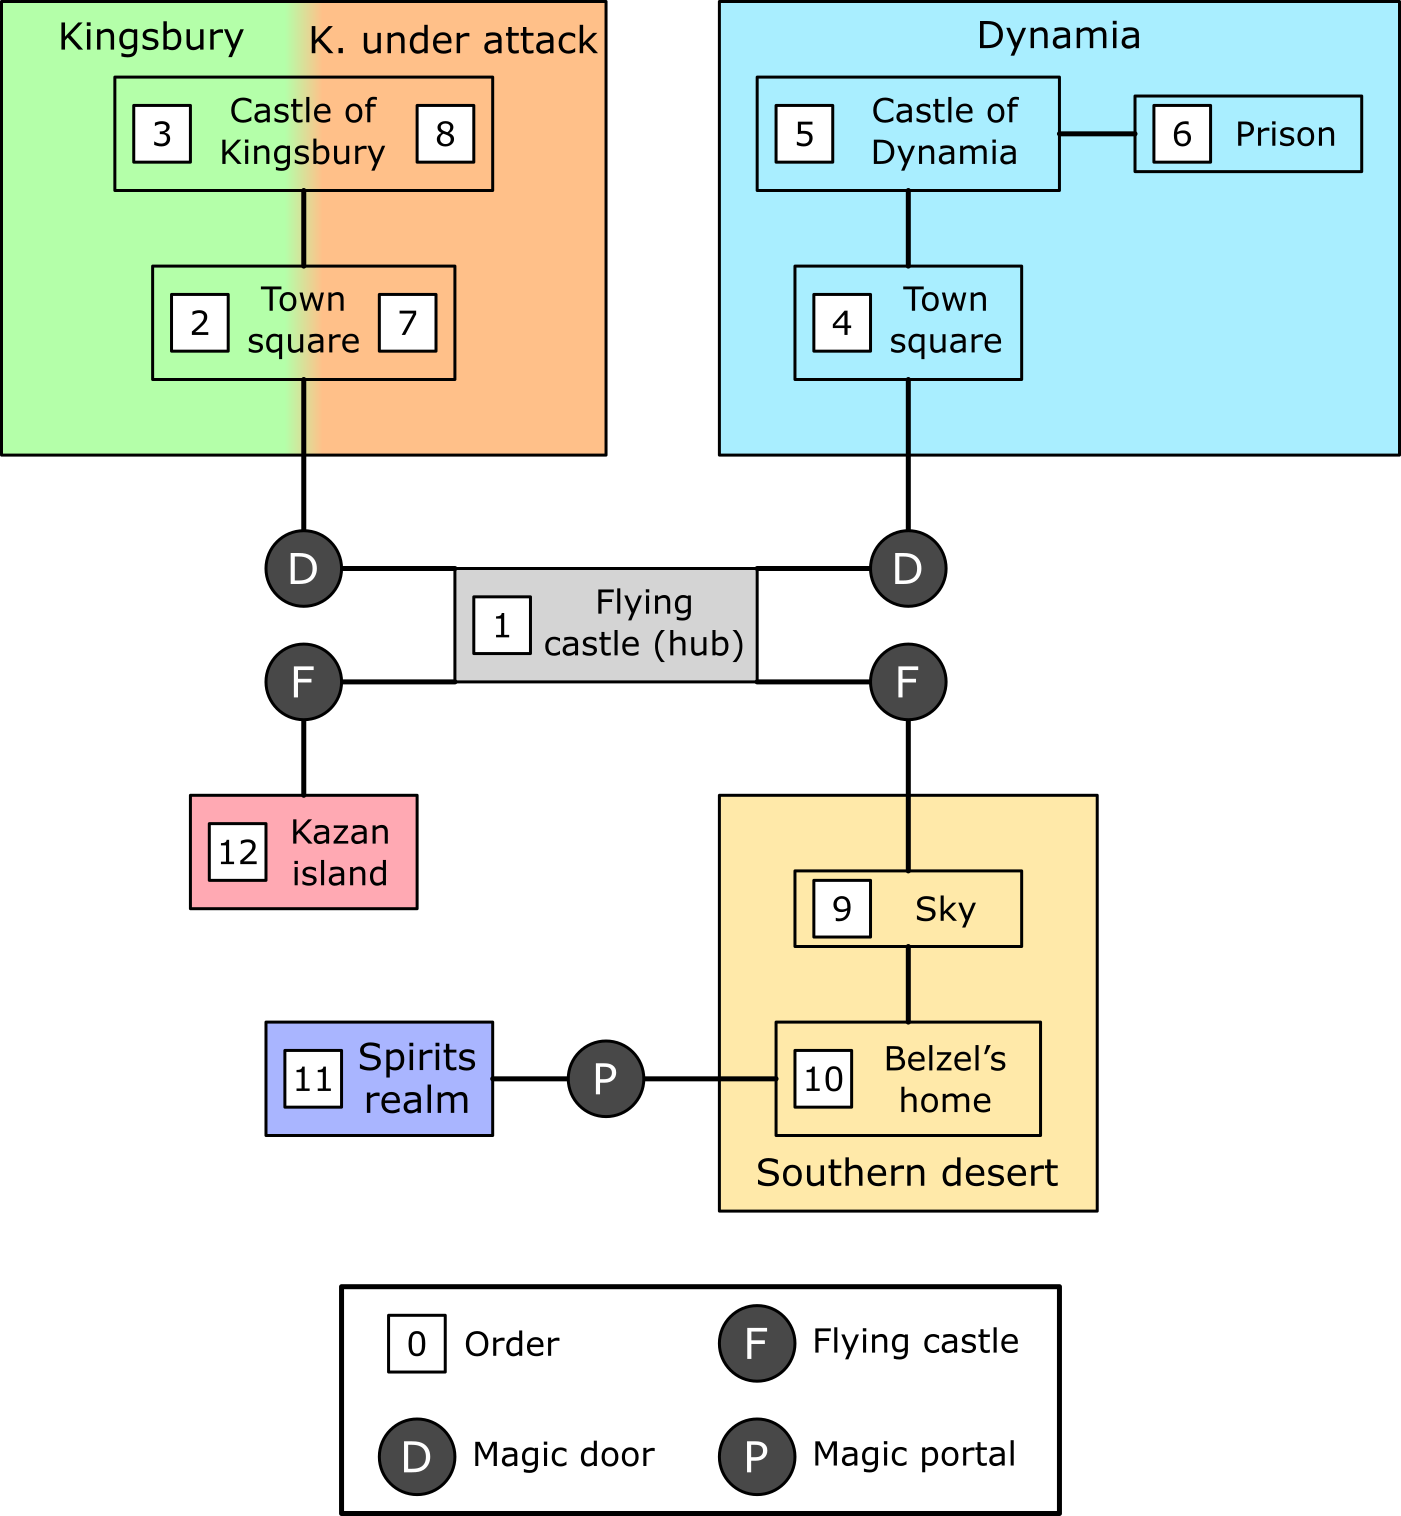 Kingsbury
K. under attack
3
Castle of
Kingsbury
8
2
Town
square
7
Dynamia
5
Castle of
Dynamia
6
Prison
4
Town
square
D
D
1
Flying
castle (hub)
F
F
12
Kazan
island
9
Sky
11
Spirits
realm
P
10
Belzel’s
home
Southern desert
0
Order
F
Flying castle
D
Magic door
P
Magic portal